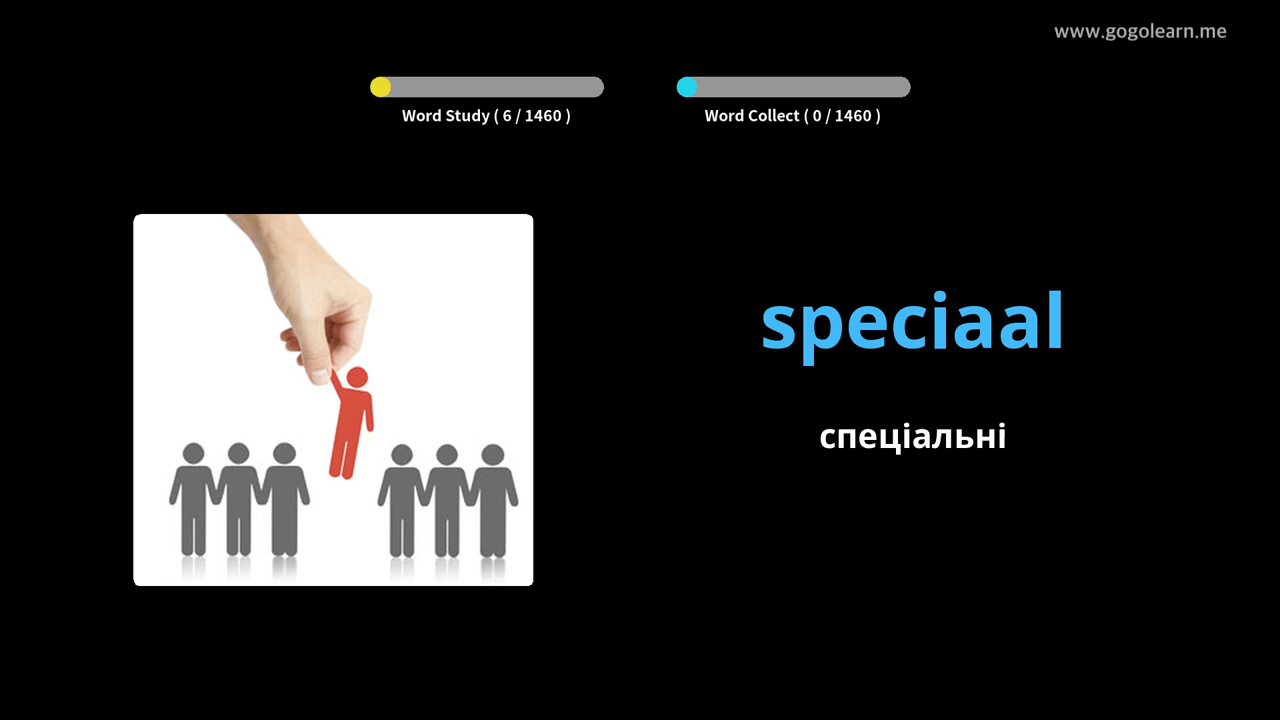 www.gogolearn.me
Word Study ( 6 / 1460 )
Word Collect ( 0 / 1460 )
speciaal
спеціальні